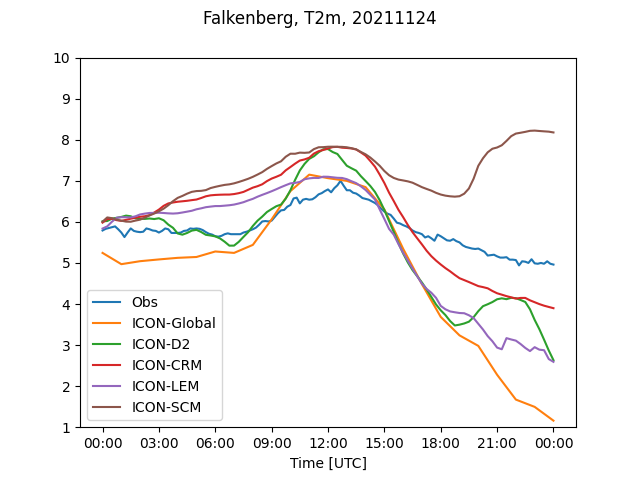 Falkenberg, T2m, 20211124
10
9
8
7
6
5
4
3
2
1
Obs
ICON-Global
ICON-D2
ICON-CRM
ICON-LEM
ICON-SCM
00:00 03:00 06:00 09:00 12:00 15:00 18:00 21:00 00:00
Time [UTC]